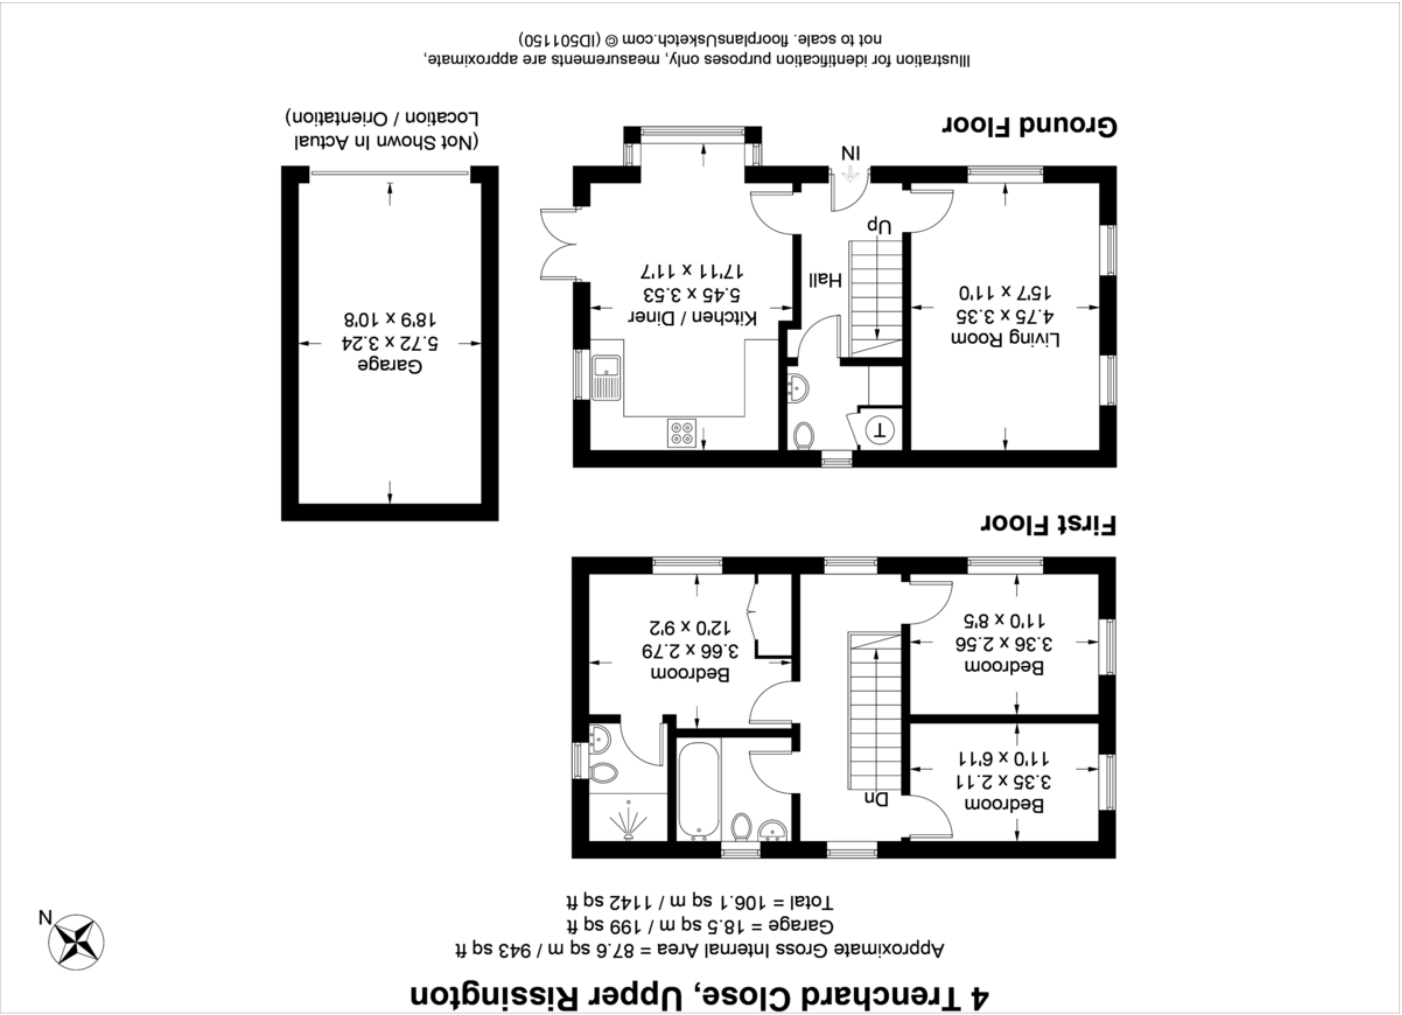 4 Trenchard Close, Upper Rissington
Approximate Gross Internal Area = 87.6 sq m / 943 sq ft
Garage = 18.5 sq m / 199 sq ft
Total = 106.1 sq m / 1142 sq ft
N
Dn
Bedroom
3.35 x 2.11
11'0 x 6'11
Bedroom
3.36 x 2.56
11'0 x 8'5
Bedroom
3.66 x 2.79
12'0 x 9'2
First Floor
T
Living Room
4.75 x 3.35
15'7 x 11'0
Hall
Up
IN
Kitchen / Diner
5.45 x 3.53
17'11 x 11'7
Garage
5.72 x 3.24
18'9 x 10'8
Ground Floor
(Not Shown In Actual
Location / Orientation)
Illustration for identification purposes only, measurements are approximate,
not to scale. floorplansUsketch.com © (ID501150)